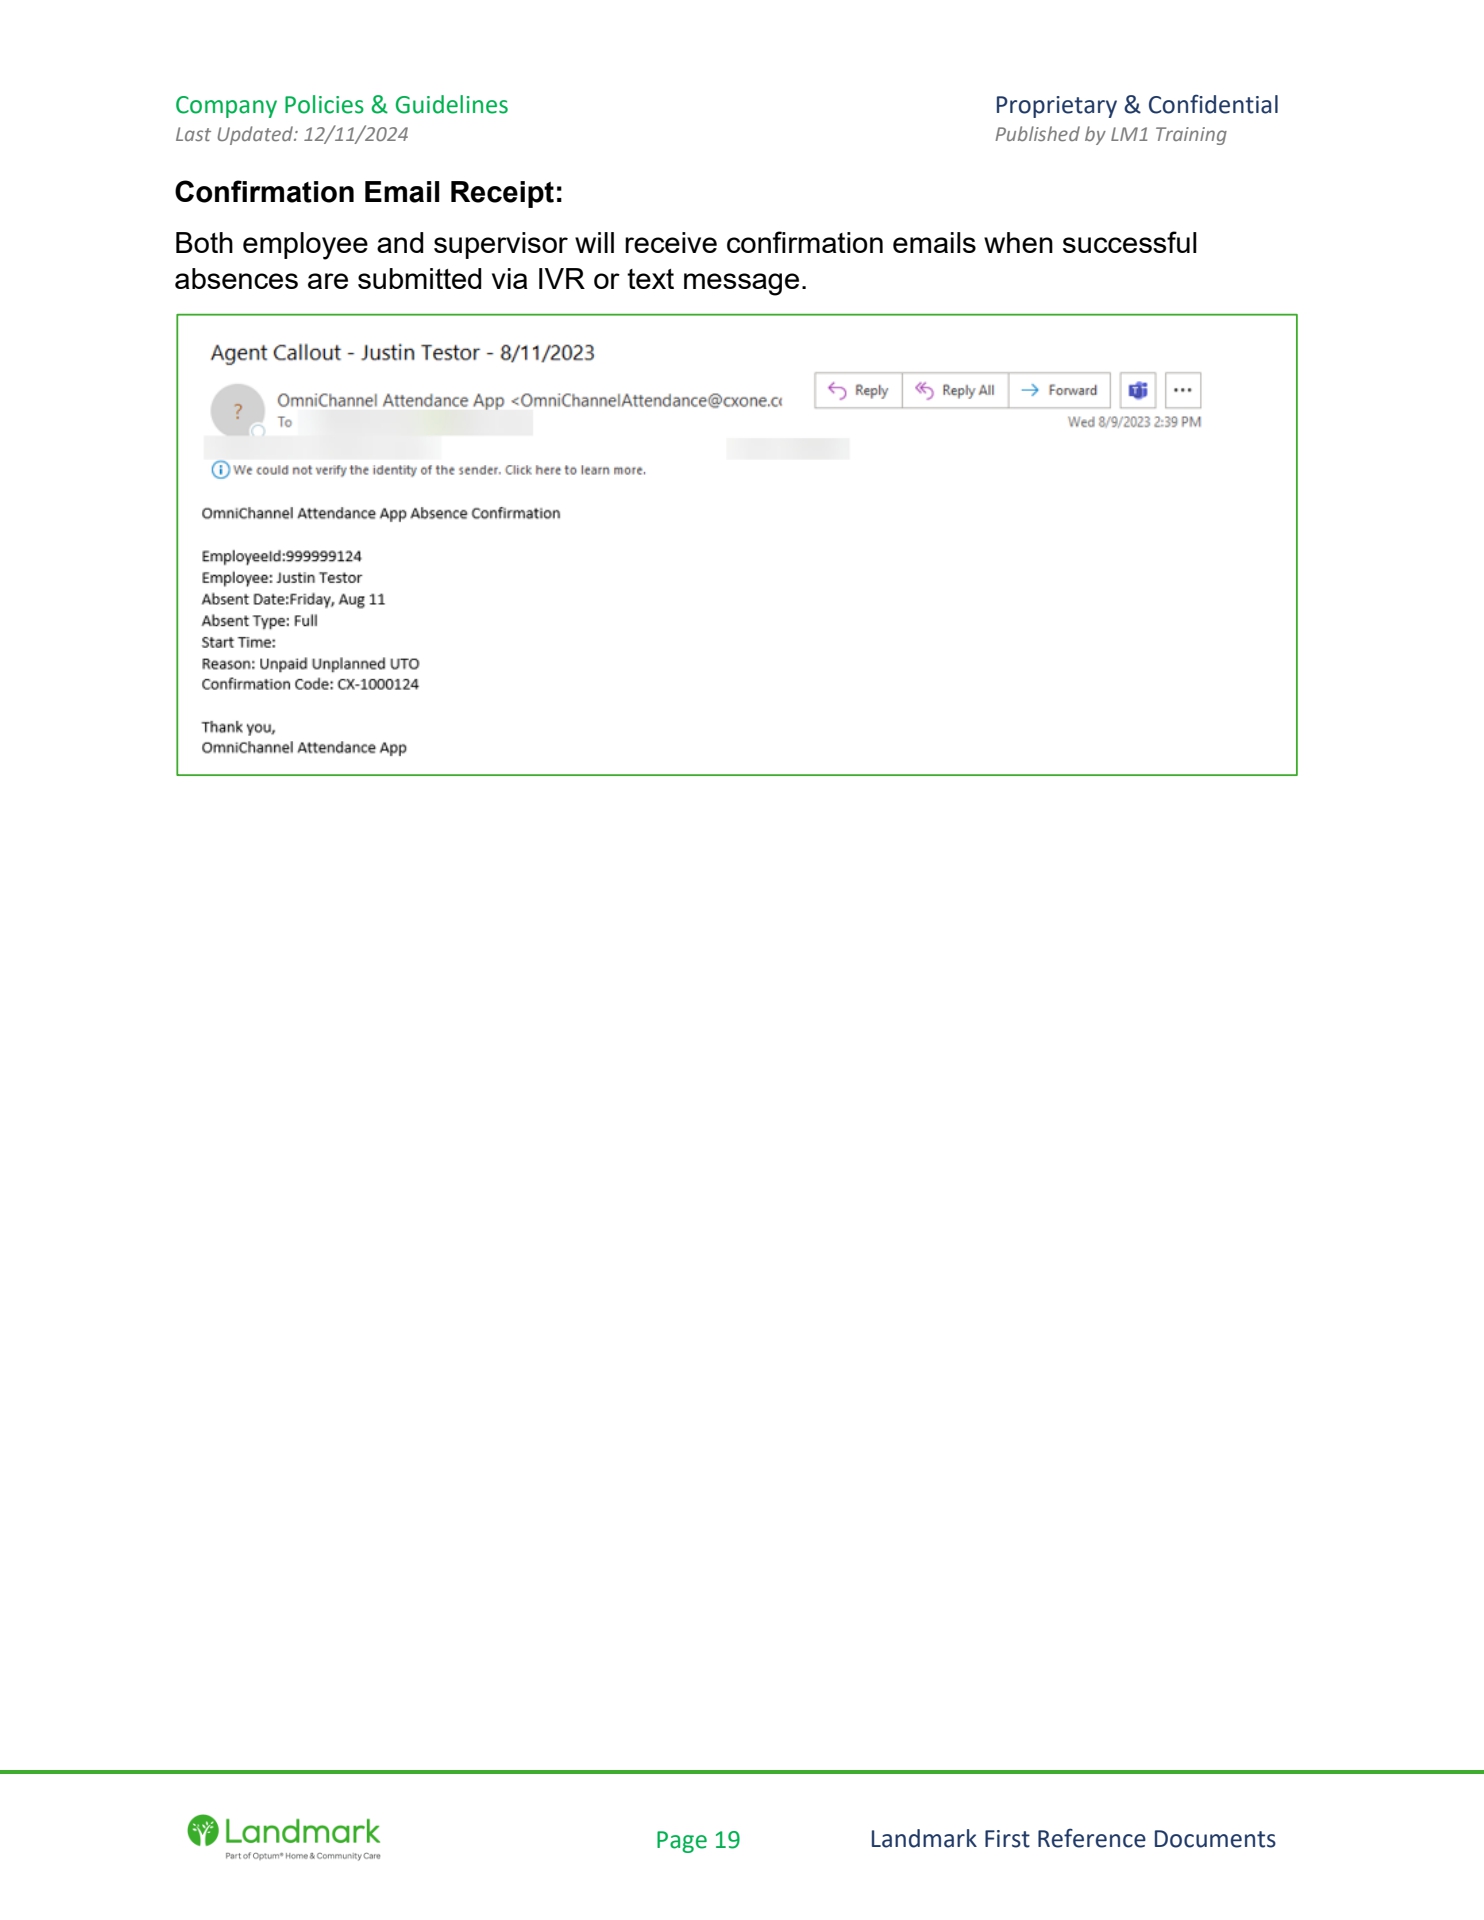 Company Policies & Guidelines
Proprietary & Confidential
Last Updated: 12/11/2024
Published by LM1 Training
Confirmation Email Receipt:
Both employee and supervisor will receive confirmation emails when successful
absences are submitted via IVR or text message.
Agent Callout - Justin Testor - 8/11/2023
?
OmniChannel Attendance App <OmniChannelAttendance@cxone.cc
Reply
Reply All
Forward
To
Wed 8/9/2023 2:39 PM
We could not verify the identity of the sender. Click here to learn more.
OmniChannel Attendance App Absence Confirmation
EmployeeId:999999124
Employee: Justin Testor
Absent Date:Friday, Aug 11
Absent Type: Full
Start Time:
Reason: Unpaid Unplanned UTO
Confirmation Code: CX-1000124
Thank you,
OmniChannel Attendance App
Landmark
Part of Optum® Home & Community Care
Page 19
Landmark First Reference Documents